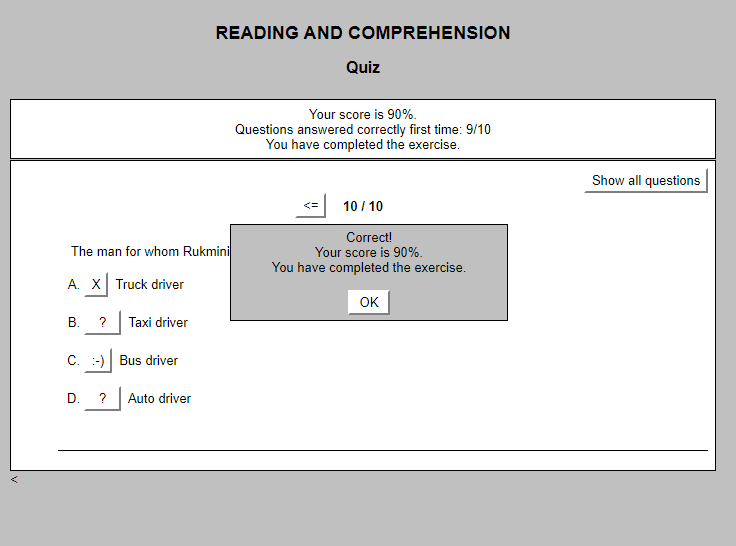 READING AND COMPREHENSION
Quiz
Your score is 90%.
Questions answered correctly first time: 9/10
You have completed the exercise.
Show all questions
<= 10 / 10
The man for whom Rukmini
Correct!
Your score is 90%.
You have completed the exercise.
OK
A. X Truck driver
B. ? Taxi driver
C. :-) Bus driver
D. ? Auto driver
<